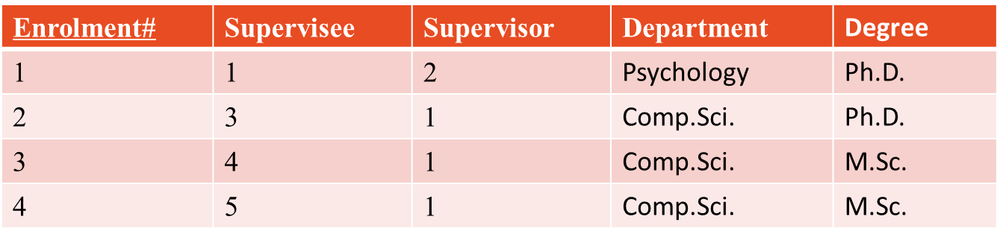 Enrolment# Supervisee Supervisor Department Degree
1 1 2 Psychology Ph.D.
2 3 1 Comp.Sci. Ph.D.
3 4 1 Comp.Sci. M.Sc.
4 5 1 Comp.Sci. M.Sc.